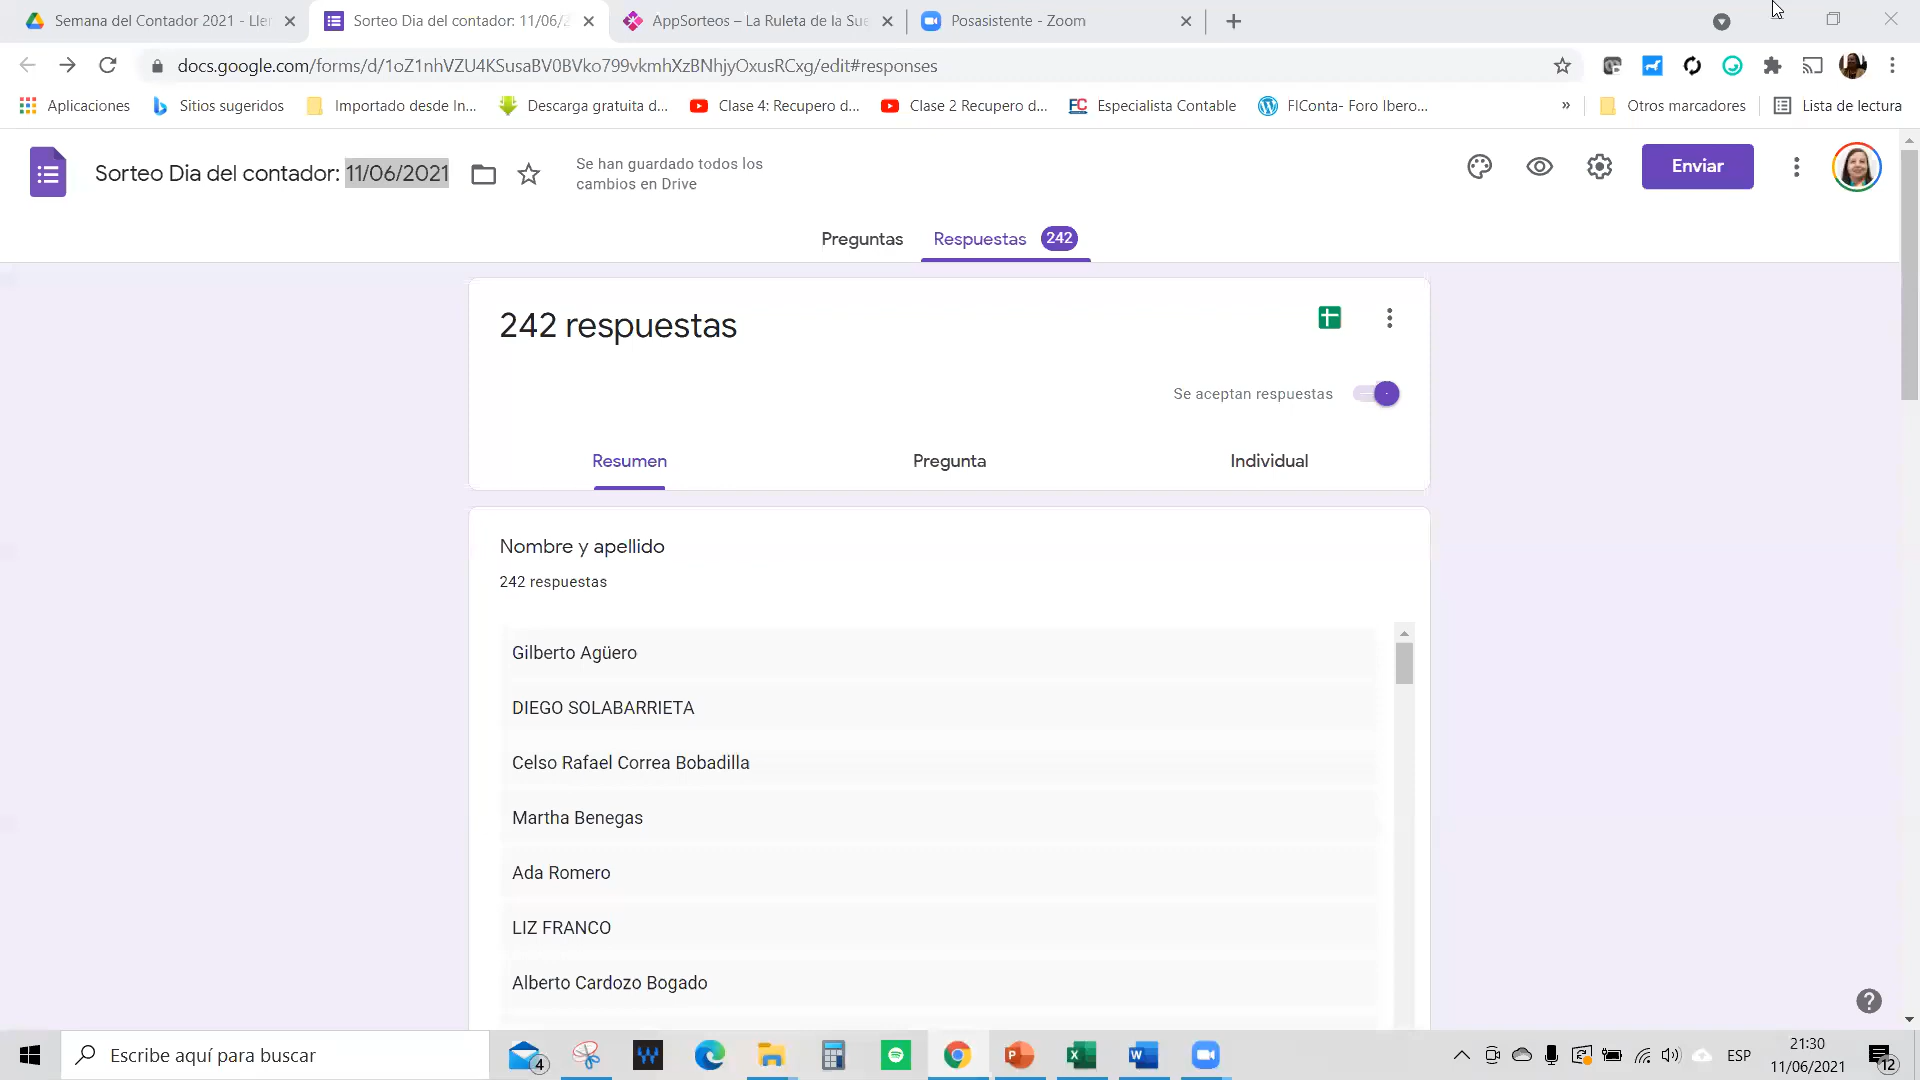 Semana del Contador 2021 - Ller
Sorteo Dia del contador: 11/06/2
AppSorteos – La Ruleta de la Sue
Posasistente - Zoom
docs.google.com/forms/d/1oZ1nhVZU4KSusaBV0BVko799vkmhXzBNhjyOxusRCxg/edit#responses
Aplicaciones
Sitios sugeridos
Importado desde In...
Descarga gratuita d...
Clase 4: Recupero d...
Clase 2 Recupero d...
FC Especialista Contable
FIConta- Foro Ibero...
»
Otros marcadores
Lista de lectura
Sorteo Dia del contador: 11/06/2021
Se han guardado todos los
cambios en Drive
Enviar
Preguntas
Respuestas 242
242 respuestas
Se aceptan respuestas
Resumen
Pregunta
Individual
Nombre y apellido
242 respuestas
Gilberto Agüero
DIEGO SOLABARRIETA
Celso Rafael Correa Bobadilla
Martha Benegas
Ada Romero
LIZ FRANCO
Alberto Cardozo Bogado
Escribe aquí para buscar
4
ESP
21:30
11/06/2021
12